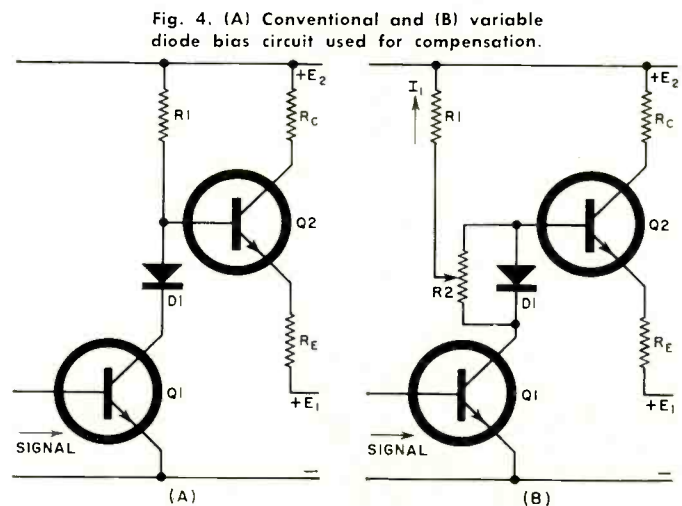 Fig. 4. (A) Conventional and (B) variable
diode bias circuit used for compensation.
+E2
R1
RC
Q2
D1
RE
Q1
+E1
SIGNAL
(A)
+E2
I1
R1
RC
Q2
R2
D1
RE
Q1
+E1
SIGNAL
(B)